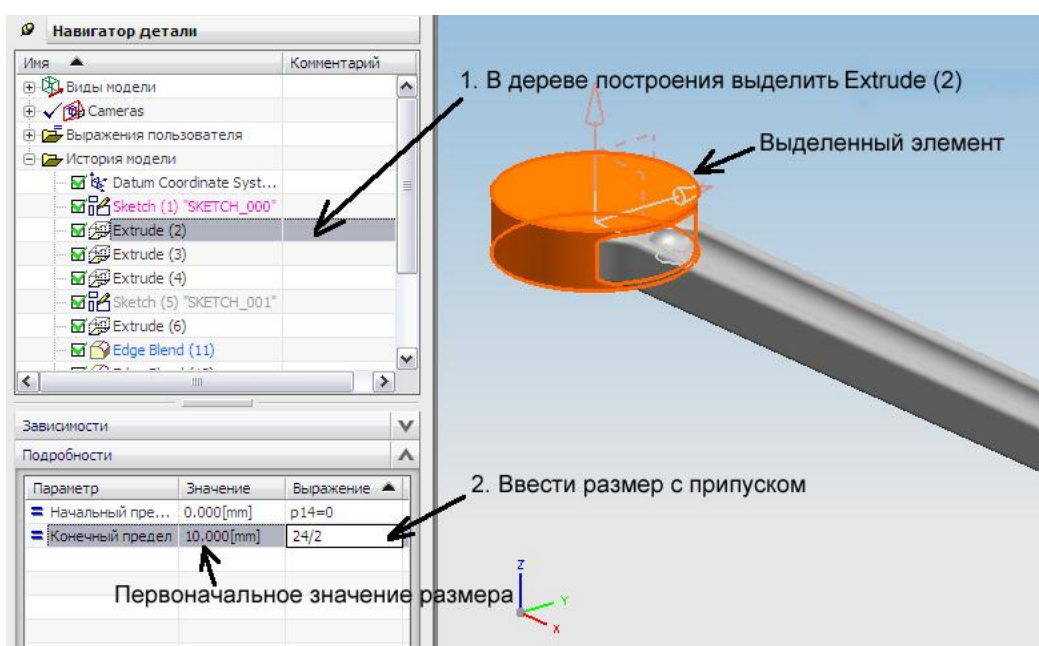 Навигатор детали
Имя Комментарий
Виды модели
Cameras
Выражения пользователя
История модели
Datum Coordinate Syst...
Sketch (1) "SKETCH_000"
Extrude (2)
Extrude (3)
Extrude (4)
Sketch (5) "SKETCH_001"
Extrude (6)
Edge Blend (11)
1. В дереве построения выделить Extrude (2)
Выделенный элемент
Зависимости
Подробности
Параметр Значение Выражение
Начальный пре... 0.000[mm] p14=0
Конечный предел 10.000[mm] 24/2
2. Ввести размер с припуском
Первоначальное значение размера
Z
Y
X